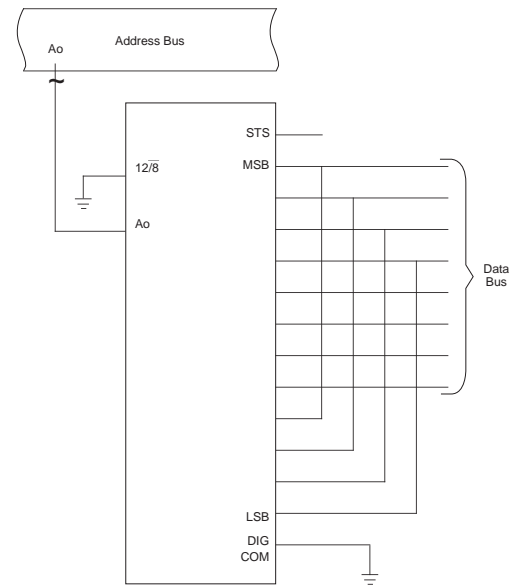 Address Bus
Ao
STS
12/8̅
MSB
Ao
Data
Bus
LSB
DIG
COM